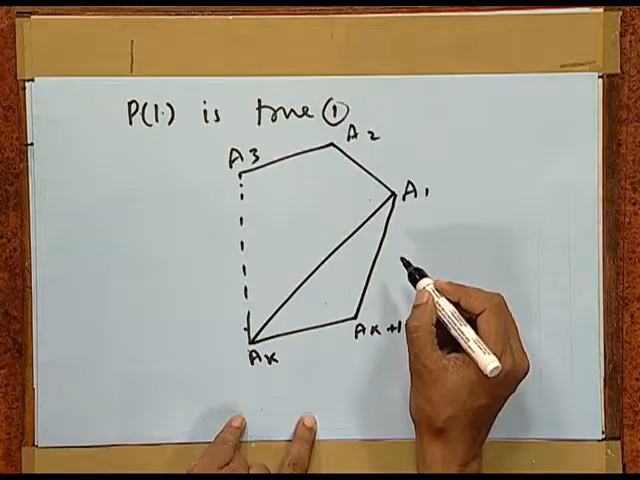 P(1) is true ①
A2
A3
A1
AK+1
AK